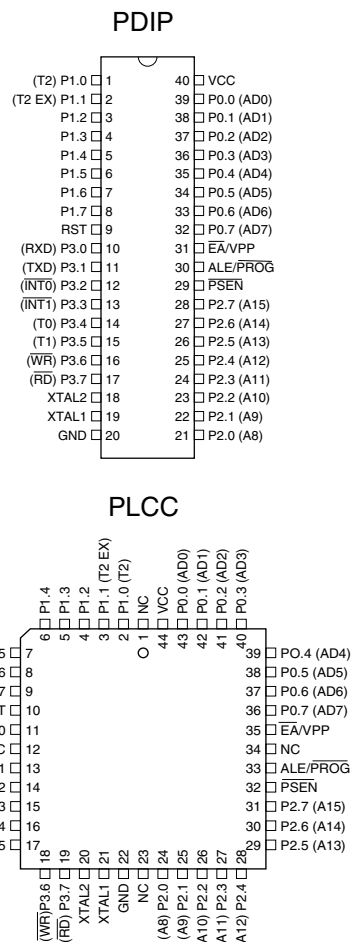 PDIP
(T2) P1.0 1 40 VCC
(T2 EX) P1.1 2 39 P0.0 (AD0)
P1.2 3 38 P0.1 (AD1)
P1.3 4 37 P0.2 (AD2)
P1.4 5 36 P0.3 (AD3)
P1.5 6 35 P0.4 (AD4)
P1.6 7 34 P0.5 (AD5)
P1.7 8 33 P0.6 (AD6)
RST 9 32 P0.7 (AD7)
(RXD) P3.0 10 31 EA/VPP
(TXD) P3.1 11 30 ALE/PROG
(INT0) P3.2 12 29 PSEN
(INT1) P3.3 13 28 P2.7 (A15)
(T0) P3.4 14 27 P2.6 (A14)
(T1) P3.5 15 26 P2.5 (A13)
(WR) P3.6 16 25 P2.4 (A12)
(RD) P3.7 17 24 P2.3 (A11)
XTAL2 18 23 P2.2 (A10)
XTAL1 19 22 P2.1 (A9)
GND 20 21 P2.0 (A8)
PLCC
P1.4 P1.3 P1.2 P1.1 (T2 EX) P1.0 (T2) NC VCC P0.0 (AD0) P0.1 (AD1) P0.2 (AD2) P0.3 (AD3)
6 5 4 3 2 1 44 43 42 41 40
5 7 39 PO.4 (AD4)
6 8 38 P0.5 (AD5)
7 9 37 P0.6 (AD6)
T 10 36 P0.7 (AD7)
0 11 35 EA/VPP
C 12 34 NC
1 13 33 ALE/PROG
2 14 32 PSEN
3 15 31 P2.7 (A15)
4 16 30 P2.6 (A14)
5 17 29 P2.5 (A13)
18 19 20 21 22 23 24 25 26 27 28
(WR)P3.6 (RD) P3.7 XTAL2 XTAL1 GND NC (A8) P2.0 (A9) P2.1 A10) P2.2 A11) P2.3 A12) P2.4